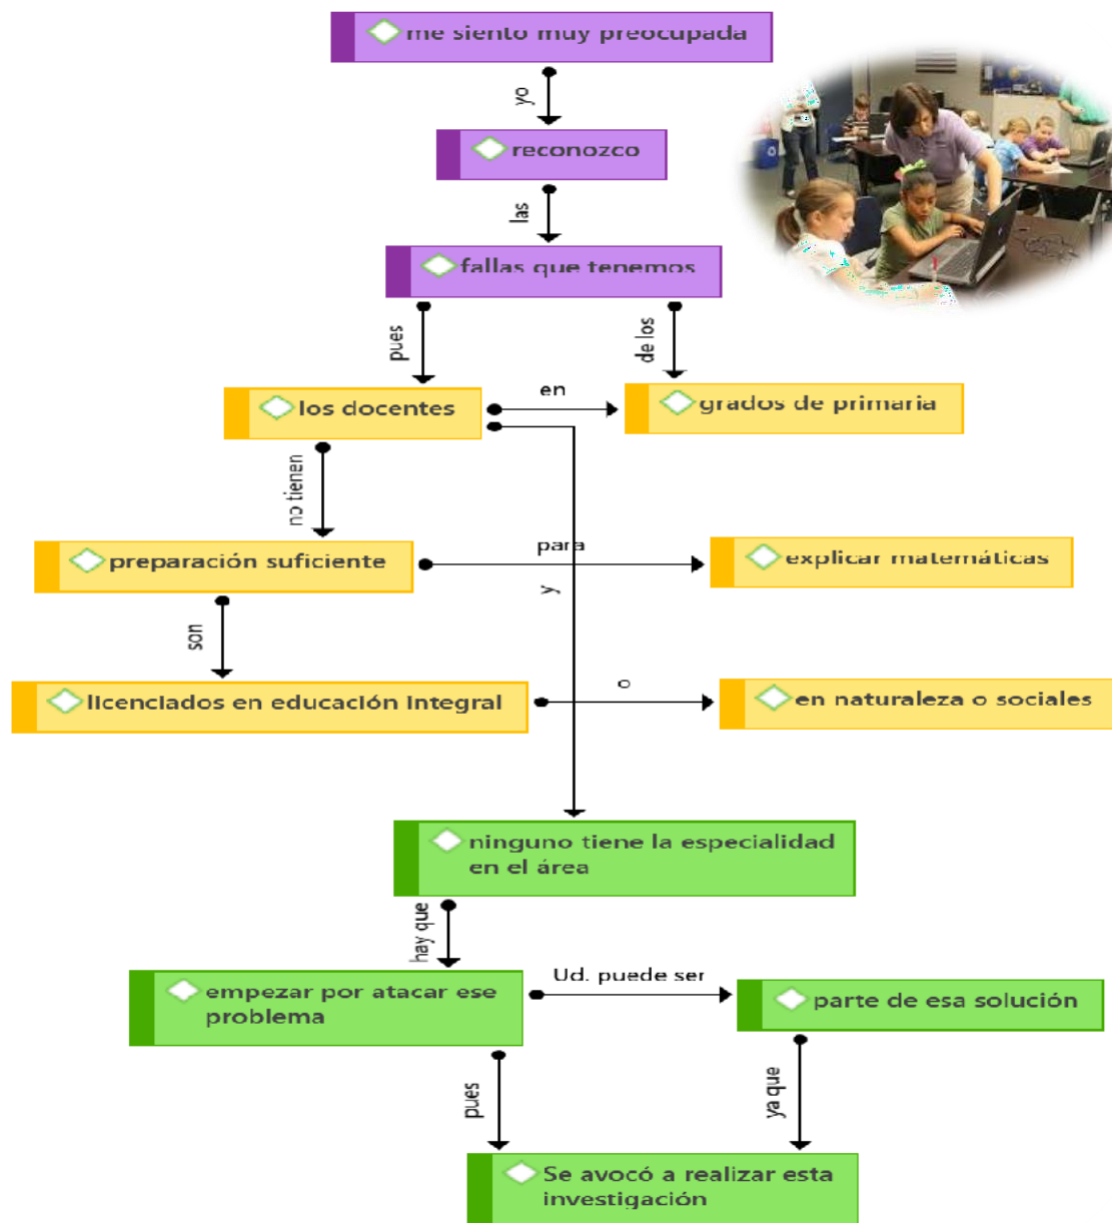 me siento muy preocupada
yo
reconozco
las
fallas que tenemos
pues
de los
los docentes
en
grados de primaria
no tienen
preparación suficiente
para
explicar matemáticas
y
son
licenciados en educación integral
o
en naturaleza o sociales
ninguno tiene la especialidad
en el área
hay que
empezar por atacar ese
problema
Ud. puede ser
parte de esa solución
pues
ya que
Se avocó a realizar esta
investigación